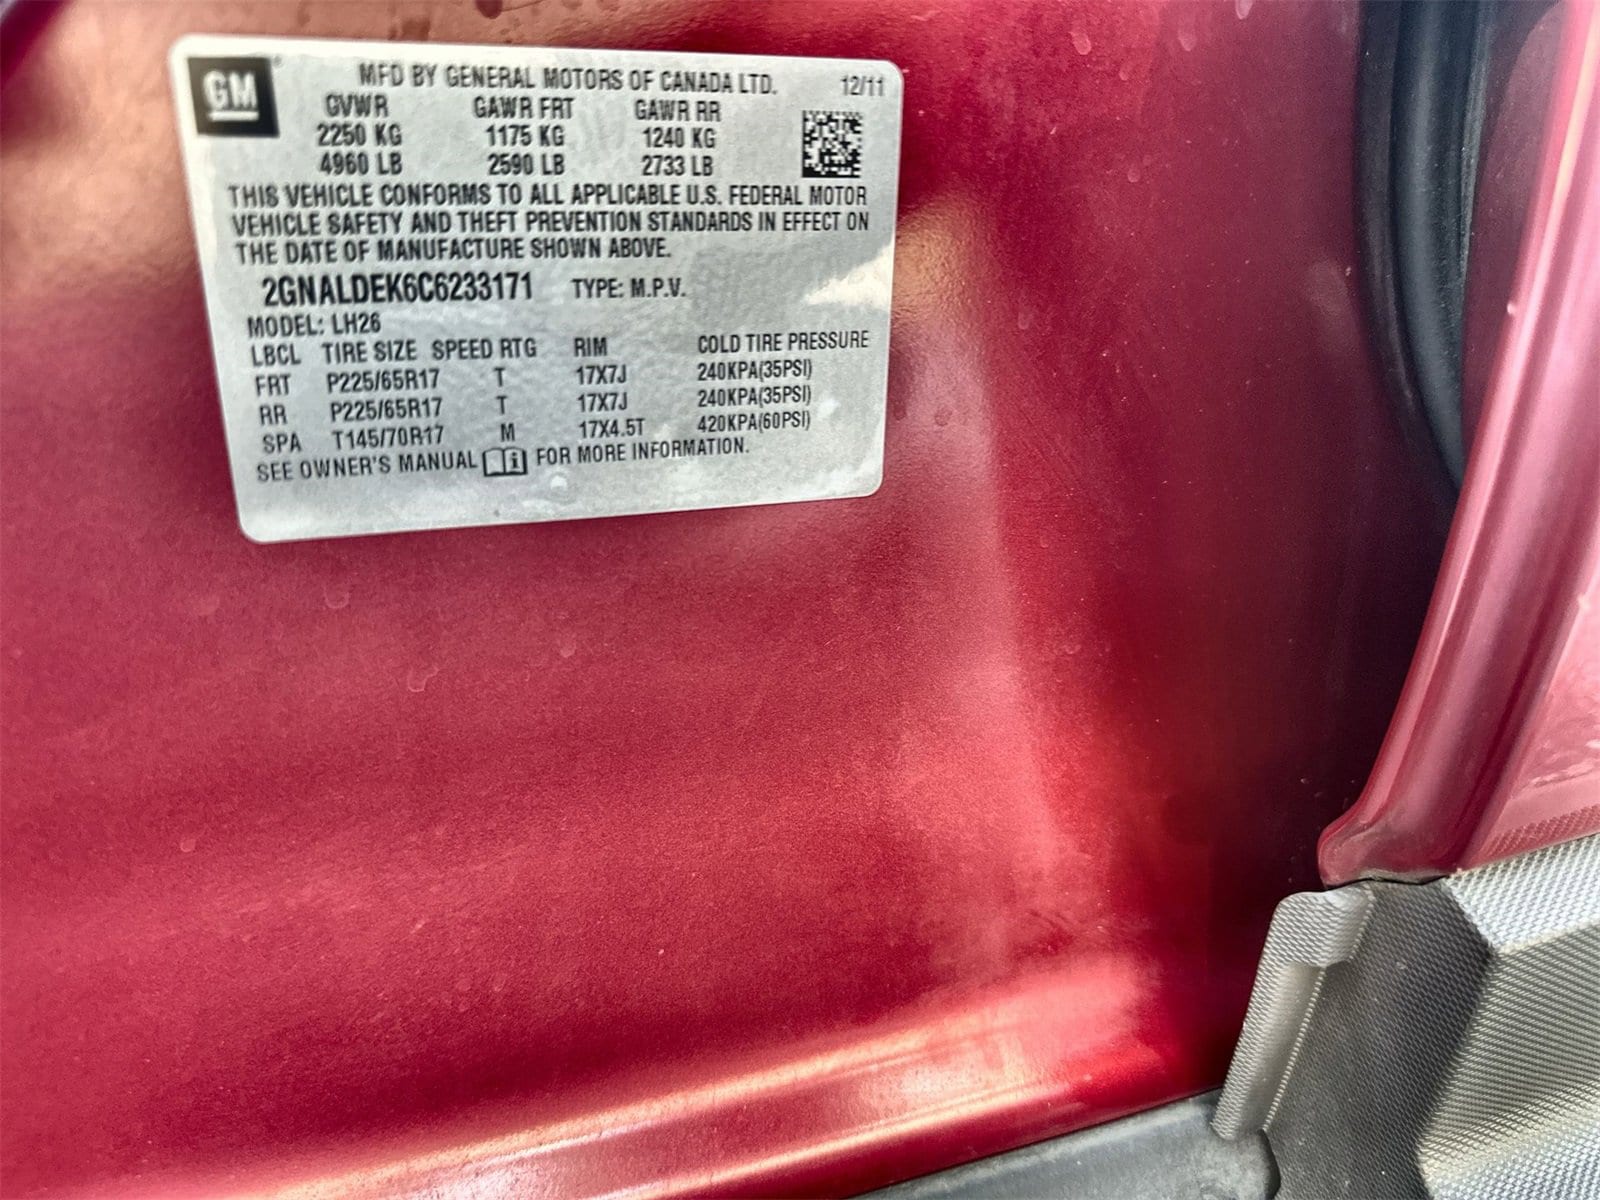 GM
MFD BY GENERAL MOTORS OF CANADA LTD. 12/11
GVWR GAWR FRT GAWR RR
2250 KG 1175 KG 1240 KG
4960 LB 2590 LB 2733 LB
THIS VEHICLE CONFORMS TO ALL APPLICABLE U.S. FEDERAL MOTOR
VEHICLE SAFETY AND THEFT PREVENTION STANDARDS IN EFFECT ON
THE DATE OF MANUFACTURE SHOWN ABOVE.
2GNALDEK6C6233171 TYPE: M.P.V.
MODEL: LH26
LBCL TIRE SIZE SPEED RTG RIM COLD TIRE PRESSURE
FRT P225/65R17 T 17X7J 240KPA(35PSI)
RR P225/65R17 T 17X7J 240KPA(35PSI)
SPA T145/70R17 M 17X4.5T 420KPA(60PSI)
SEE OWNER'S MANUAL i FOR MORE INFORMATION.